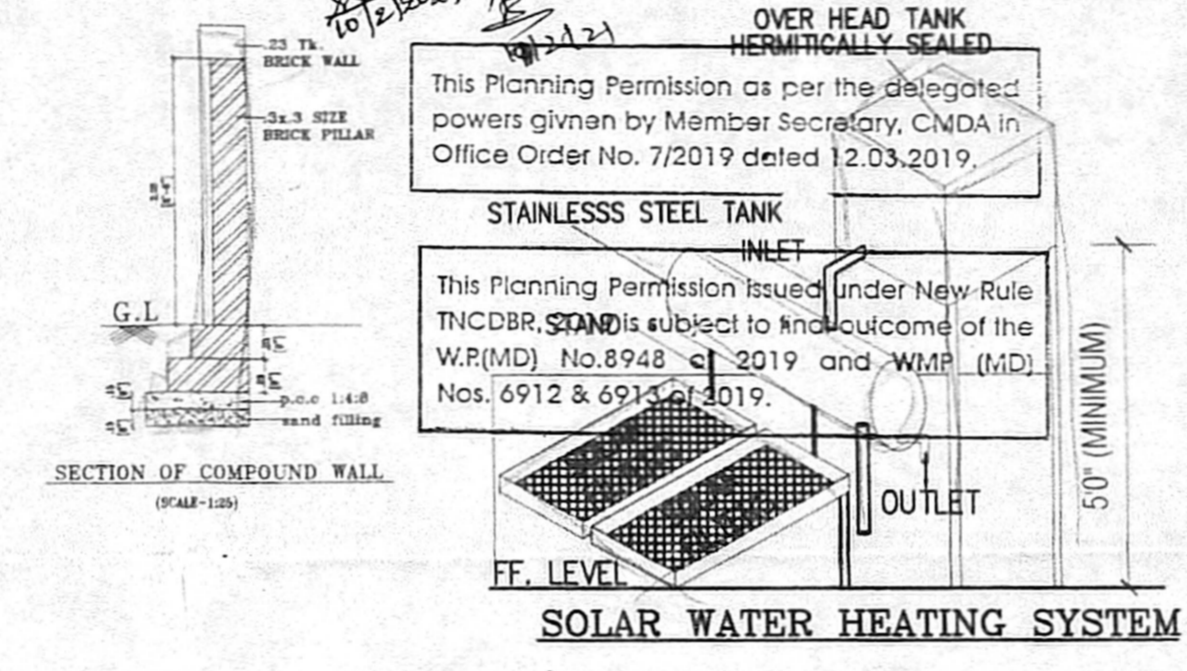 10/2/2021
OVER HEAD TANK
HERMITICALLY SEALED
.23 Tk.
BRICK WALL
.3x.3 SIZE
BRICK PILLAR
G.L
p.c.c 1:4:8
sand filling
SECTION OF COMPOUND WALL
(SCALE-1:25)
This Planning Permission as per the delegated
powers givnen by Member Secretary, CMDA in
Office Order No. 7/2019 dated 12.03.2019.
STAINLESSS STEEL TANK
INLET
This Planning Permission issued under New Rule
TNCDBR, 2019 is subject to final outcome of the
STAND
W.P.(MD) No.8948 of 2019 and WMP (MD)
Nos. 6912 & 6913 of 2019.
OUTLET
5'0" (MINIMUM)
FF. LEVEL
SOLAR WATER HEATING SYSTEM